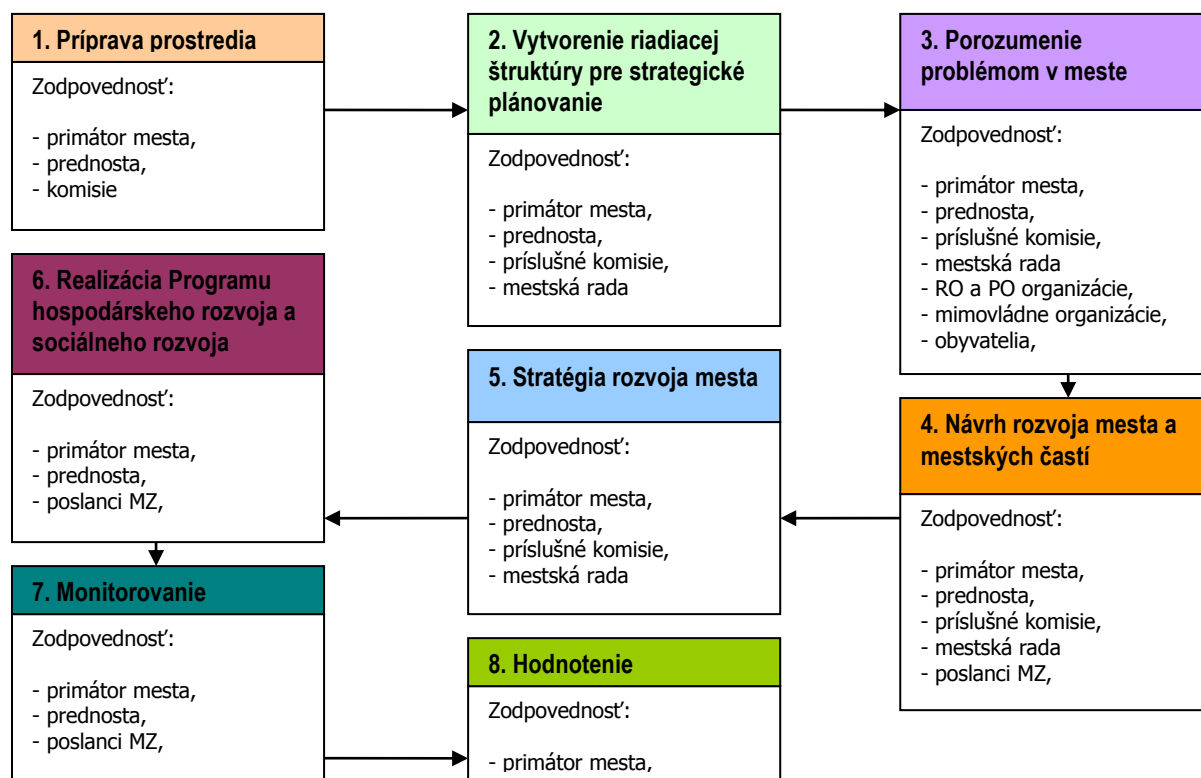 1. Príprava prostredia
Zodpovednosť:
- primátor mesta,
- prednosta,
- komisie
2. Vytvorenie riadiacej
štruktúry pre strategické
plánovanie
Zodpovednosť:
- primátor mesta,
- prednosta,
- príslušné komisie,
- mestská rada
3. Porozumenie
problémom v meste
Zodpovednosť:
- primátor mesta,
- prednosta,
- príslušné komisie,
- mestská rada
- RO a PO organizácie,
- mimovládne organizácie,
- obyvatelia,
4. Návrh rozvoja mesta a
mestských častí
Zodpovednosť:
- primátor mesta,
- prednosta,
- príslušné komisie,
- mestská rada
- poslanci MZ,
5. Stratégia rozvoja mesta
Zodpovednosť:
- primátor mesta,
- prednosta,
- príslušné komisie,
- mestská rada
6. Realizácia Programu
hospodárskeho rozvoja a
sociálneho rozvoja
Zodpovednosť:
- primátor mesta,
- prednosta,
- poslanci MZ,
7. Monitorovanie
Zodpovednosť:
- primátor mesta,
- prednosta,
- poslanci MZ,
8. Hodnotenie
Zodpovednosť:
- primátor mesta,